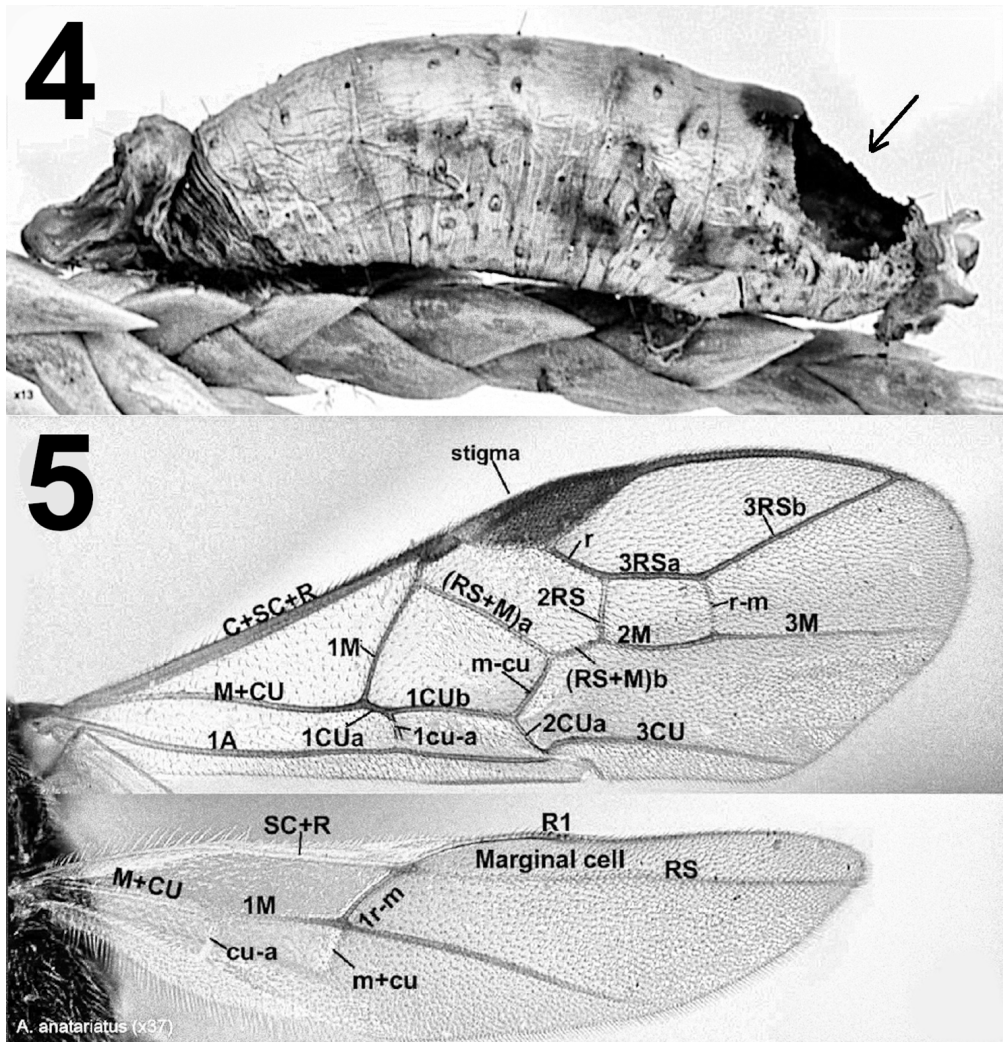 4
x13
5
stigma
C+SC+R
r
3RSa
3RSb
(RS+M)a
2RS
r-m
1M
2M
3M
m-cu
(RS+M)b
M+CU
1CUb
1A
1CUa
1cu-a
2CUa
3CU
SC+R
R1
Marginal cell
RS
M+CU
1M
1r-m
cu-a
m+cu
A. anatariatus (x37)